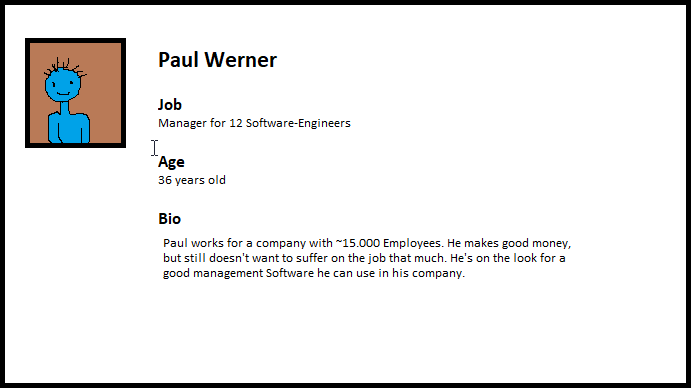 Paul Werner
Job
Manager for 12 Software-Engineers
Age
36 years old
Bio
Paul works for a company with ~15.000 Employees. He makes good money,
but still doesn't want to suffer on the job that much. He's on the look for a
good management Software he can use in his company.